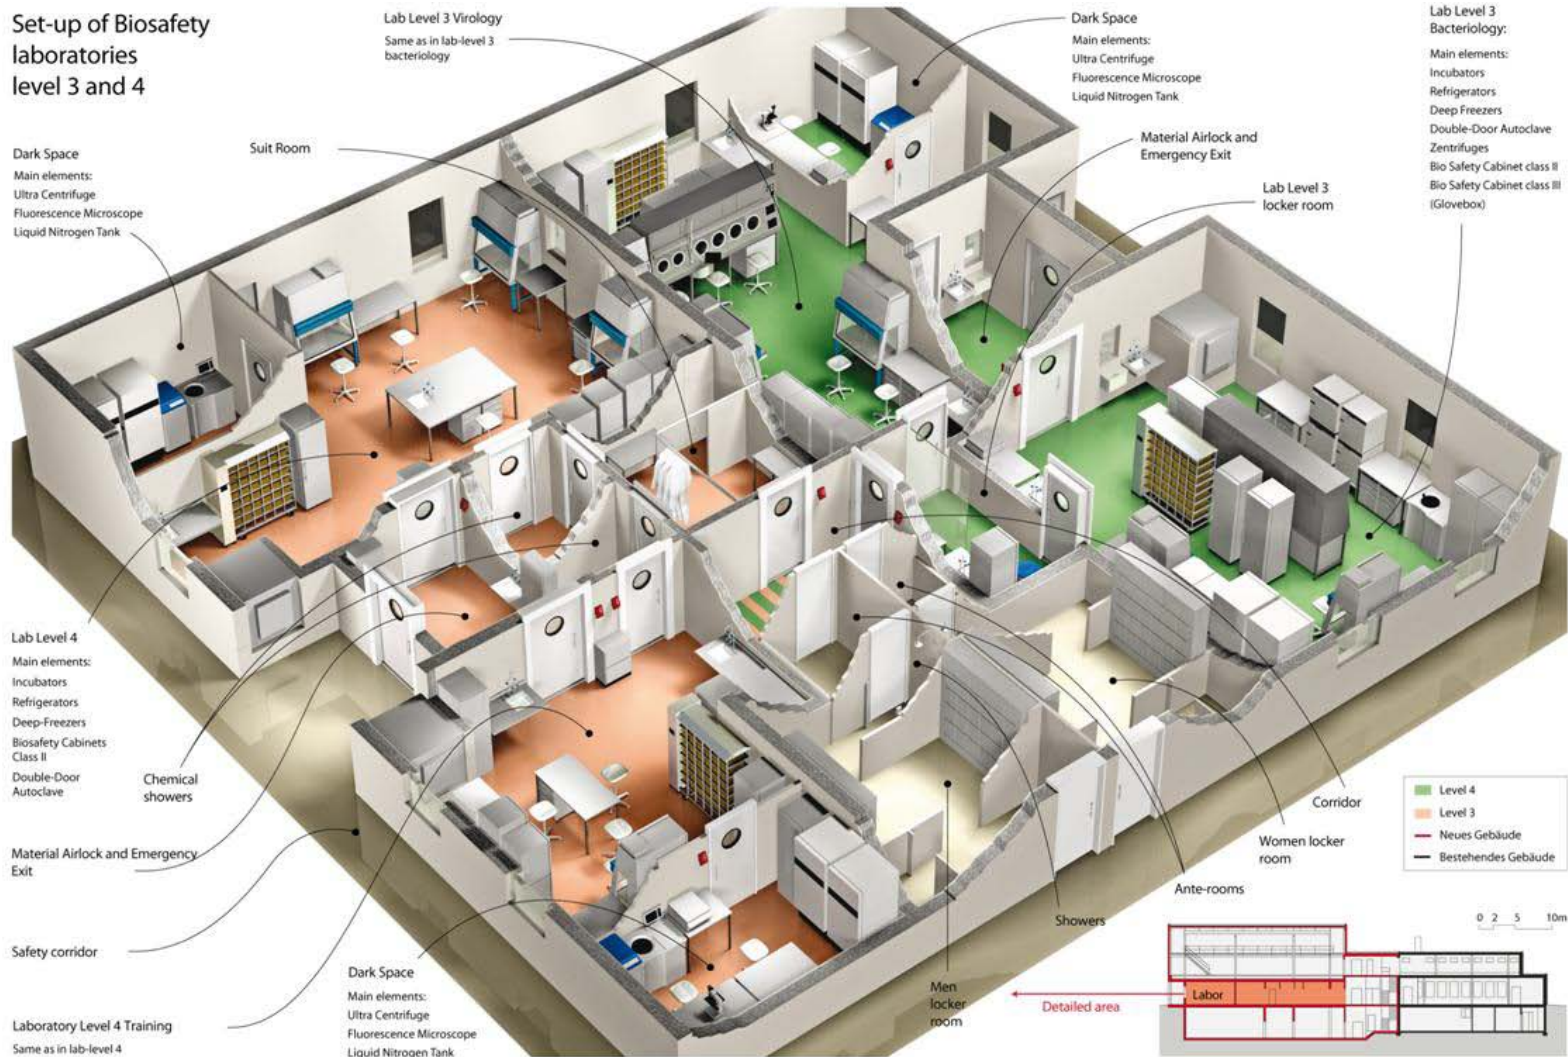 Set-up of Biosafety
laboratories
level 3 and 4
Lab Level 3 Virology
Same as in lab-level 3
bacteriology
Dark Space
Main elements:
Ultra Centrifuge
Fluorescence Microscope
Liquid Nitrogen Tank
Lab Level 3
Bacteriology:
Main elements:
Incubators
Refrigerators
Deep Freezers
Double-Door Autoclave
Zentrifuges
Bio Safety Cabinet class II
Bio Safety Cabinet class III
(Glovebox)
Dark Space
Main elements:
Ultra Centrifuge
Fluorescence Microscope
Liquid Nitrogen Tank
Suit Room
Material Airlock and
Emergency Exit
Lab Level 3
locker room
Lab Level 4
Main elements:
Incubators
Refrigerators
Deep-Freezers
Biosafety Cabinets
Class II
Double-Door
Autoclave
Chemical
showers
Material Airlock and Emergency
Exit
Safety corridor
Laboratory Level 4 Training
Same as in lab-level 4
Dark Space
Main elements:
Ultra Centrifuge
Fluorescence Microscope
Liquid Nitrogen Tank
Men
locker
room
Showers
Ante-rooms
Women locker
room
Corridor
Level 4
Level 3
Neues Gebäude
Bestehendes Gebäude
0 2 5 10m
Labor
Detailed area